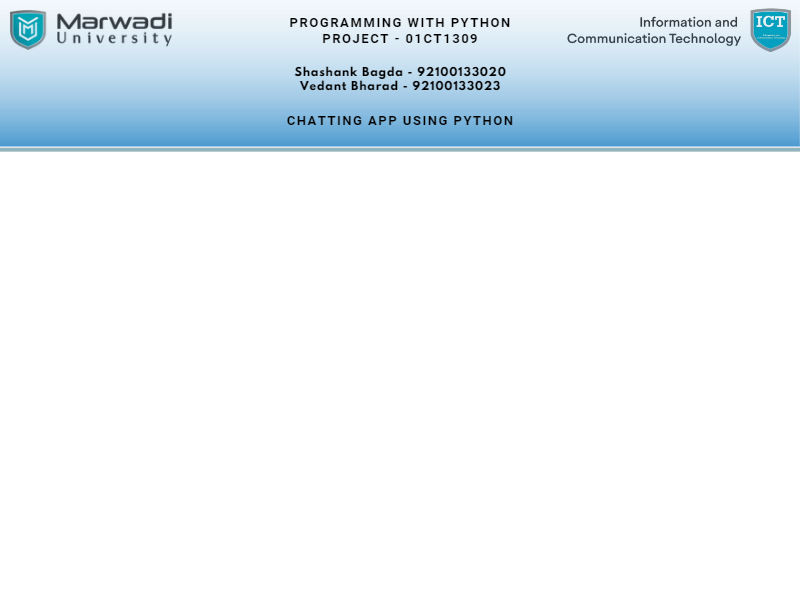 Marwadi
University
PROGRAMMING WITH PYTHON
PROJECT - 01CT1309
Shashank Bagda - 92100133020
Vedant Bharad - 92100133023
CHATTING APP USING PYTHON
Information and
Communication Technology
ICT